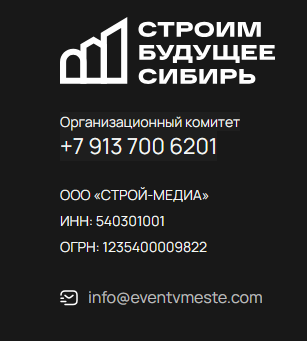 СТРОИМ
БУДУЩЕЕ
СИБИРЬ
Организационный комитет
+7 913 700 6201
ООО «СТРОЙ-МЕДИА»
ИНН: 540301001
ОГРН: 1235400009822
info@eventvmeste.com